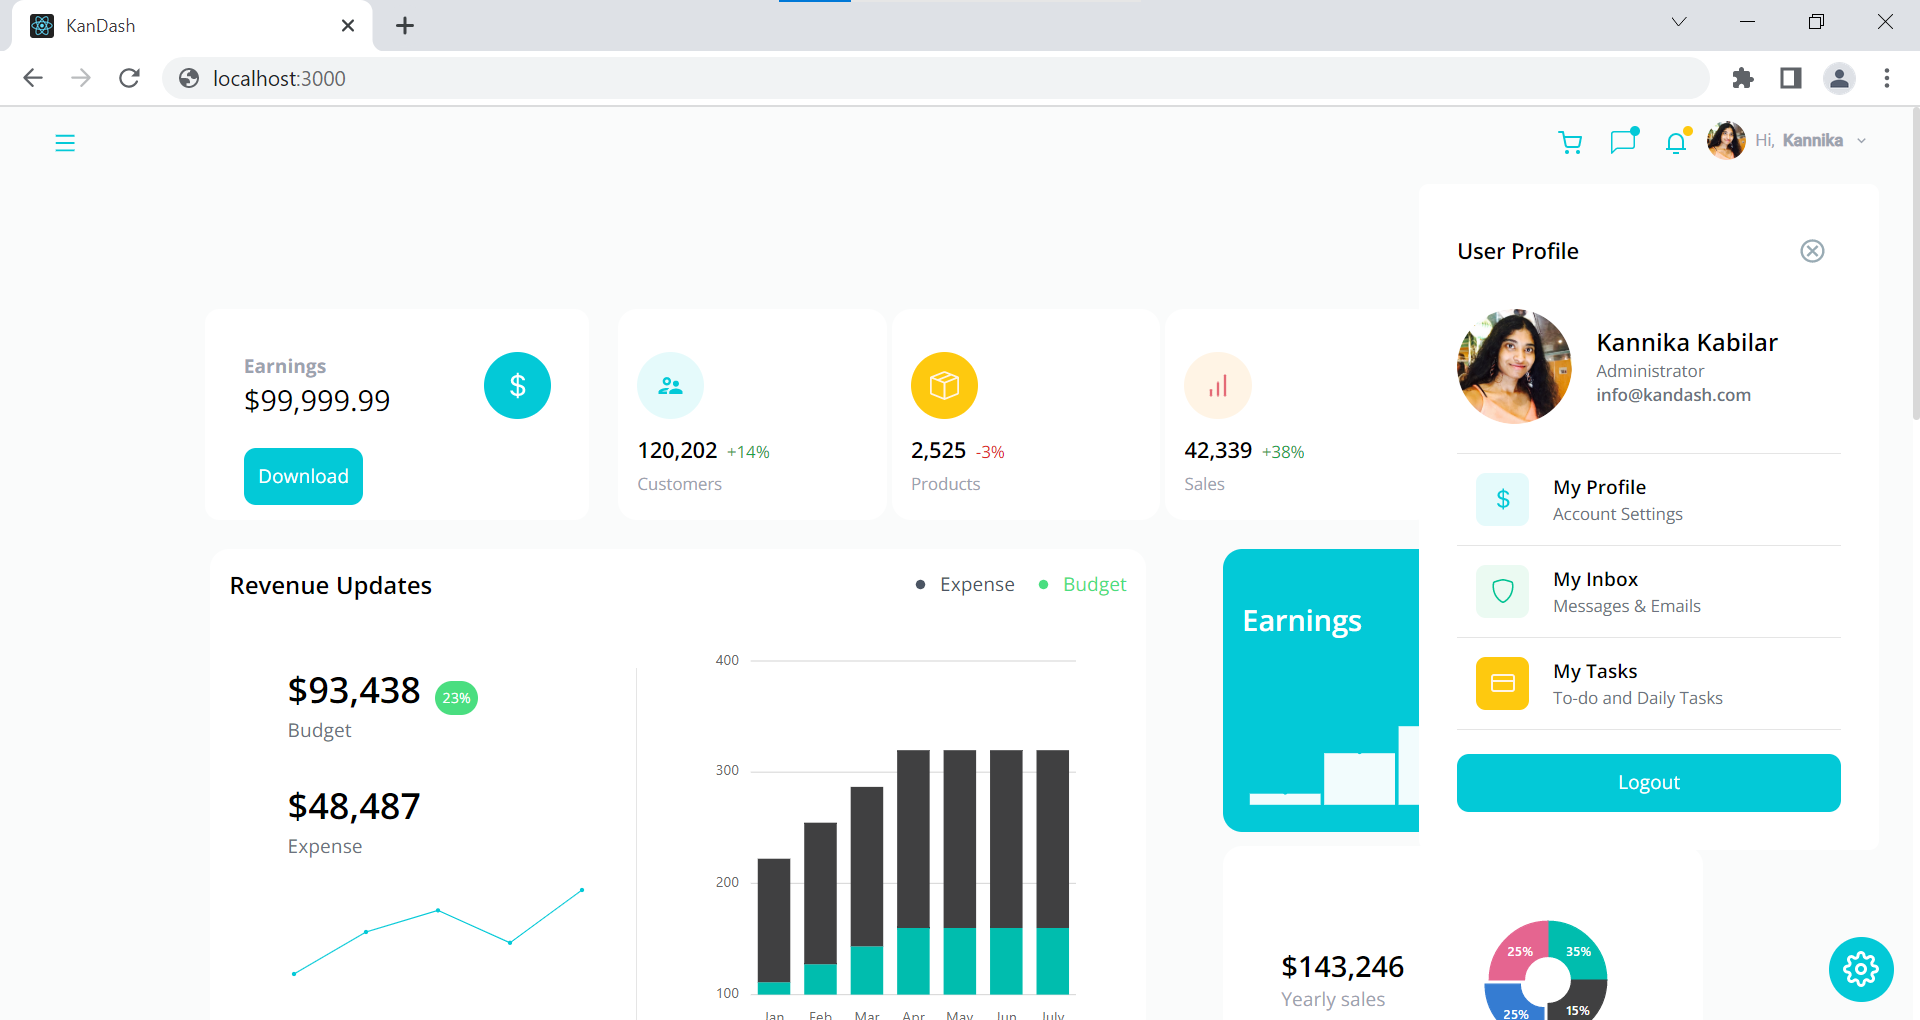 KanDash
localhost:3000
Hi, Kannika
User Profile
Kannika Kabilar
Administrator
info@kandash.com
My Profile
Account Settings
My Inbox
Messages & Emails
My Tasks
To-do and Daily Tasks
Logout
Earnings
$99,999.99
Download
$
120,202 +14%
Customers
2,525 -3%
Products
42,339 +38%
Sales
Revenue Updates
Expense
Budget
$93,438 23%
Budget
$48,487
Expense
400
300
200
100
Jan Feb Mar Apr May Jun July
Earnings
$143,246
Yearly sales
25% 35%
25% 15%